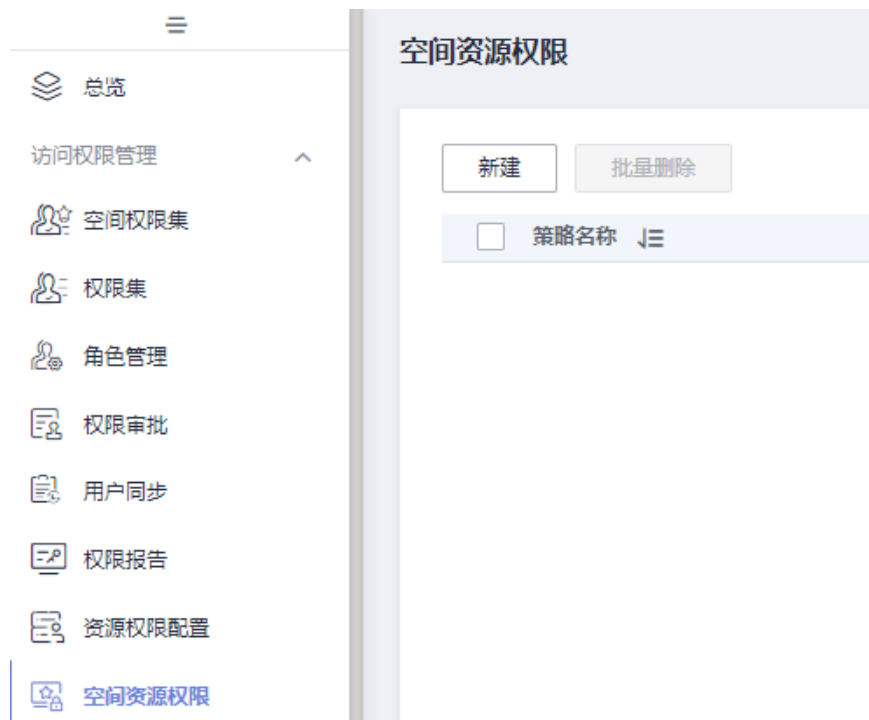 总览
访问权限管理
空间权限集
权限集
角色管理
权限审批
用户同步
权限报告
资源权限配置
空间资源权限
空间资源权限
新建 批量删除
策略名称